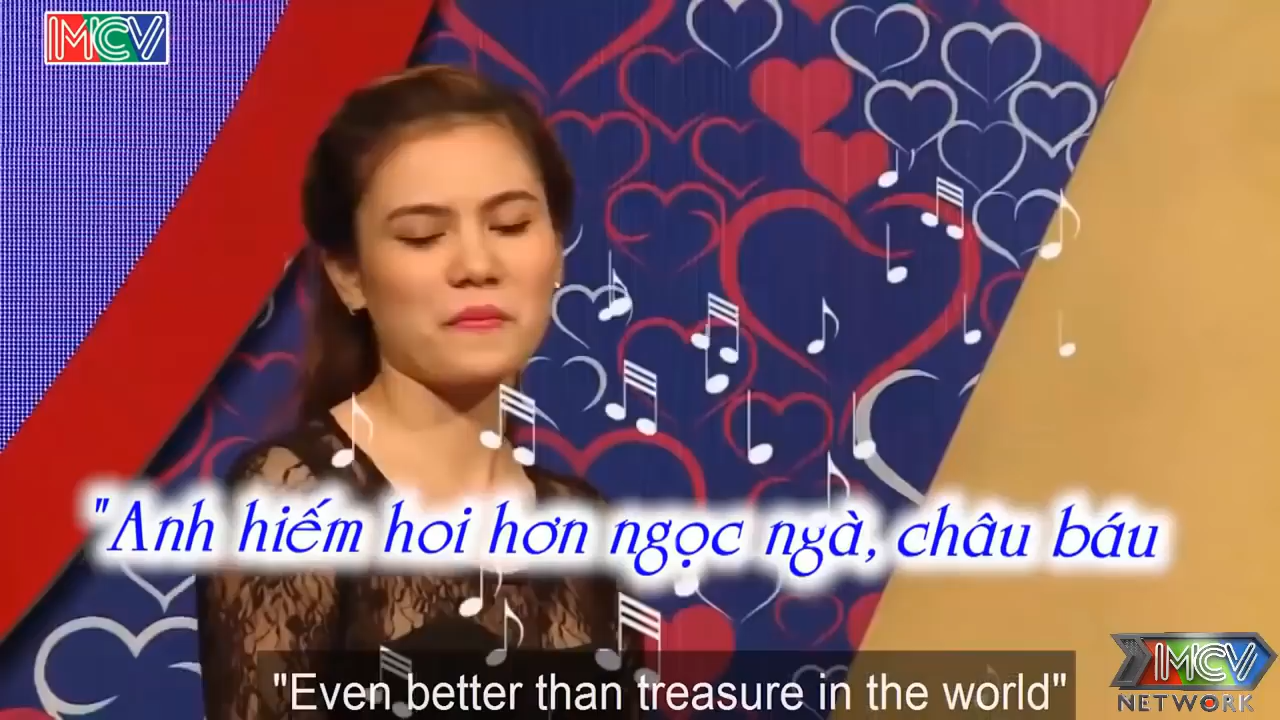 MCV
"Anh hiếm hoi hơn ngọc ngà, châu báu
"Even better than treasure in the world"
MCV
NETWORK